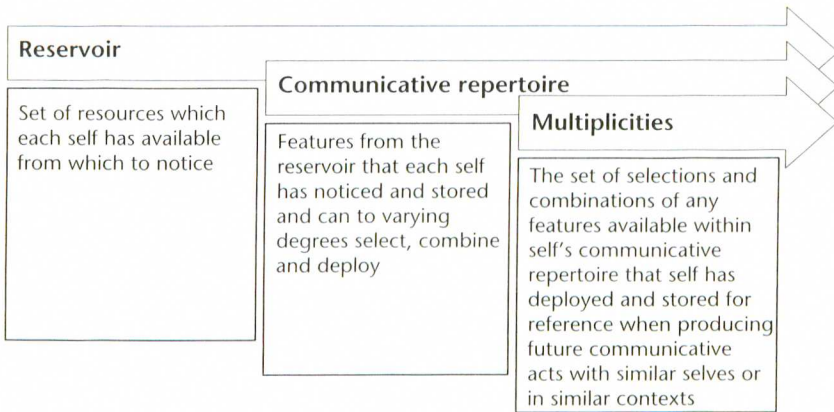 Reservoir
Set of resources which
each self has available
from which to notice
Communicative repertoire
Features from the
reservoir that each self
has noticed and stored
and can to varying
degrees select, combine
and deploy
Multiplicities
The set of selections and
combinations of any
features available within
self's communicative
repertoire that self has
deployed and stored for
reference when producing
future communicative
acts with similar selves or
in similar contexts